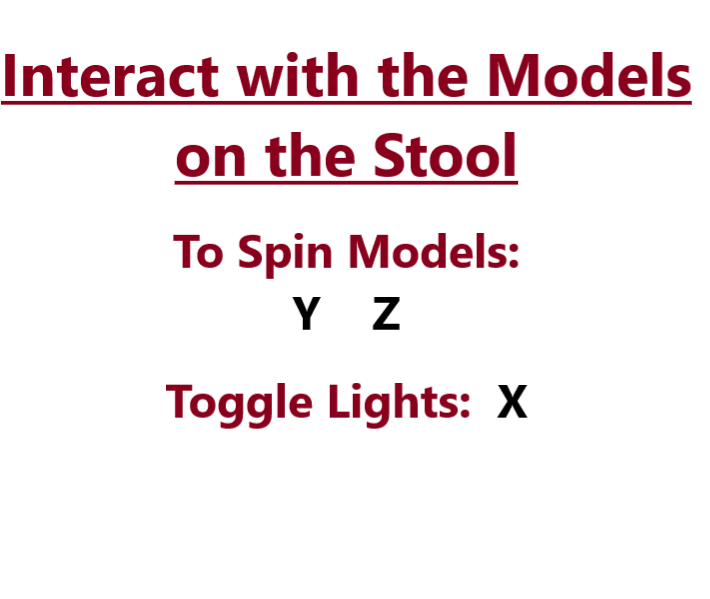 Interact with the Models
on the Stool
To Spin Models:
Y Z
Toggle Lights: X